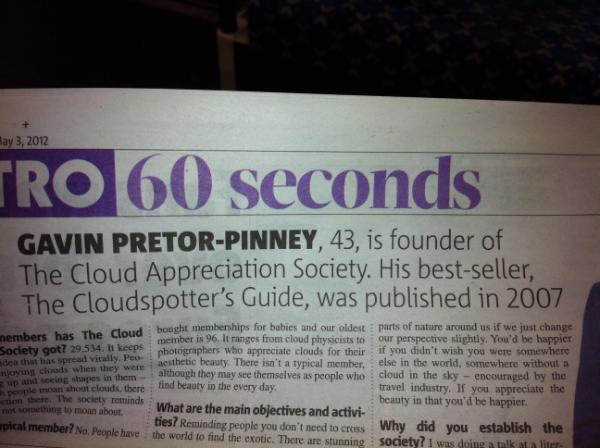 May 3, 2012
TRO 60 seconds
GAVIN PRETOR-PINNEY, 43, is founder of
The Cloud Appreciation Society. His best-seller,
The Cloudspotter's Guide, was published in 2007
members has The Cloud
Society got? 29,534. It keeps
idea that has spread virally. Peo-
njoying clouds when they were
g up and seeing shapes in them –
h people moan about clouds, there
ction there. The society reminds
not something to moan about.
ypical member? No. People have
bought memberships for babies and our oldest
member is 96. It ranges from cloud physicists to
photographers who appreciate clouds for their
aesthetic beauty. There isn't a typical member,
although they may see themselves as people who
find beauty in the every day.
What are the main objectives and activi-
ties? Reminding people you don't need to cross
the world to find the exotic. There are stunning
parts of nature around us if we just change
our perspective slightly. You'd be happier
if you didn't wish you were somewhere
else in the world, somewhere without a
cloud in the sky – encouraged by the
travel industry. If you appreciate the
beauty in that you'd be happier.
Why did you establish the
society? I was doing a talk at a liter-